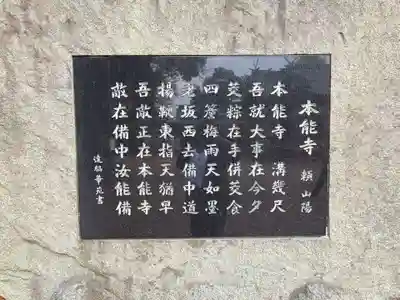 本能寺 頼山陽
本能寺 溝幾尺
吾就大事在今夕
茭粽在手併茭食
四簷梅雨天如墨
老坂西去備中道
揚鞭東指天猶早
吾敵正在本能寺
敵在備中汝能備
華苑書